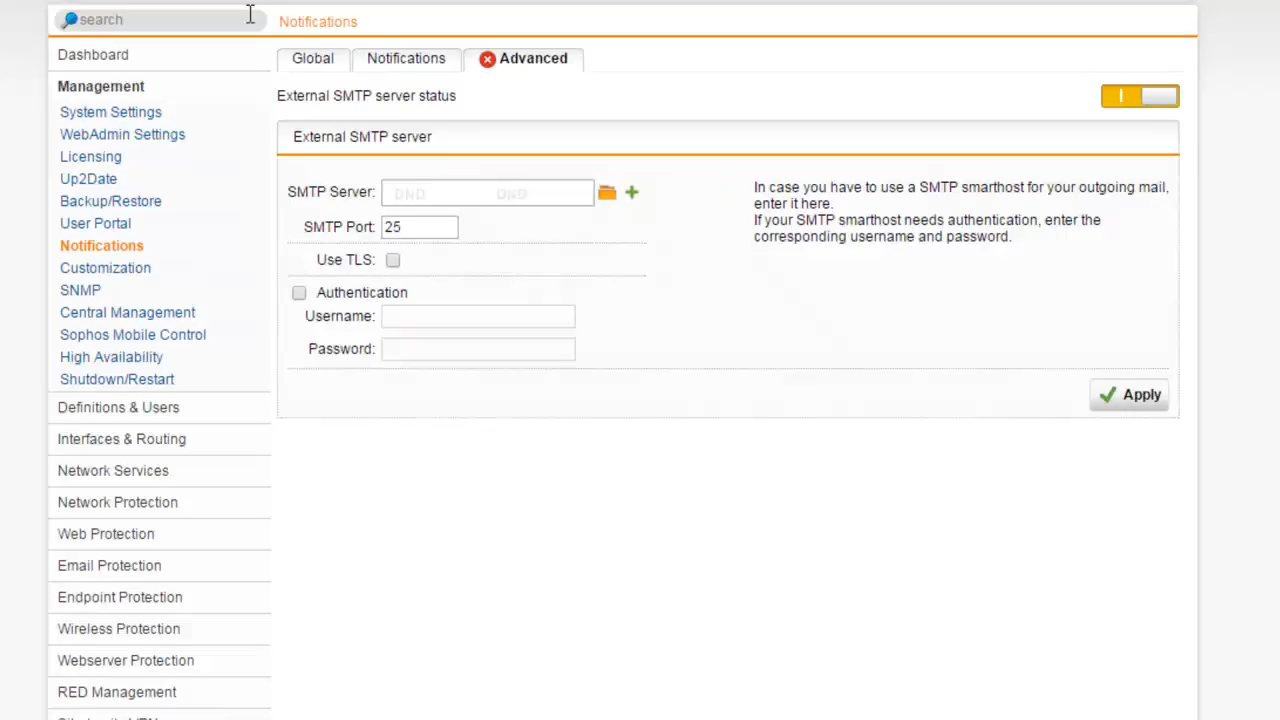 search
Notifications
Dashboard
Management
System Settings
WebAdmin Settings
Licensing
Up2Date
Backup/Restore
User Portal
Notifications
Customization
SNMP
Central Management
Sophos Mobile Control
High Availability
Shutdown/Restart
Definitions & Users
Interfaces & Routing
Network Services
Network Protection
Web Protection
Email Protection
Endpoint Protection
Wireless Protection
Webserver Protection
RED Management
Global
Notifications
Advanced
External SMTP server status
External SMTP server
SMTP Server: DND DND
SMTP Port: 25
Use TLS:
Authentication
Username:
Password:
In case you have to use a SMTP smarthost for your outgoing mail,
enter it here.
If your SMTP smarthost needs authentication, enter the
corresponding username and password.
Apply